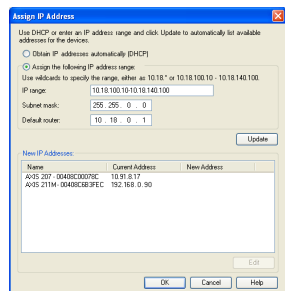 Assign IP Address
Use DHCP or enter an IP address range and click Update to automatically list available
addresses for the devices.
Obtain IP addresses automatically (DHCP)
Assign the following IP address range:
Use wildcards to specify the range, either as 10.18.* or 10.18.100.10 - 10.18.140.100.
IP range: 10.18.100.10-10.18.140.100
Subnet mask: 255 . 255 . 0 . 0
Default router: 10 . 18 . 0 . 1
Update
New IP Addresses:
Name Current Address New Address
AXIS 207 - 00408C00078C 10.91.8.17
AXIS 211M - 00408C6B3FEC 192.168.0.90
Edit
OK Cancel Help